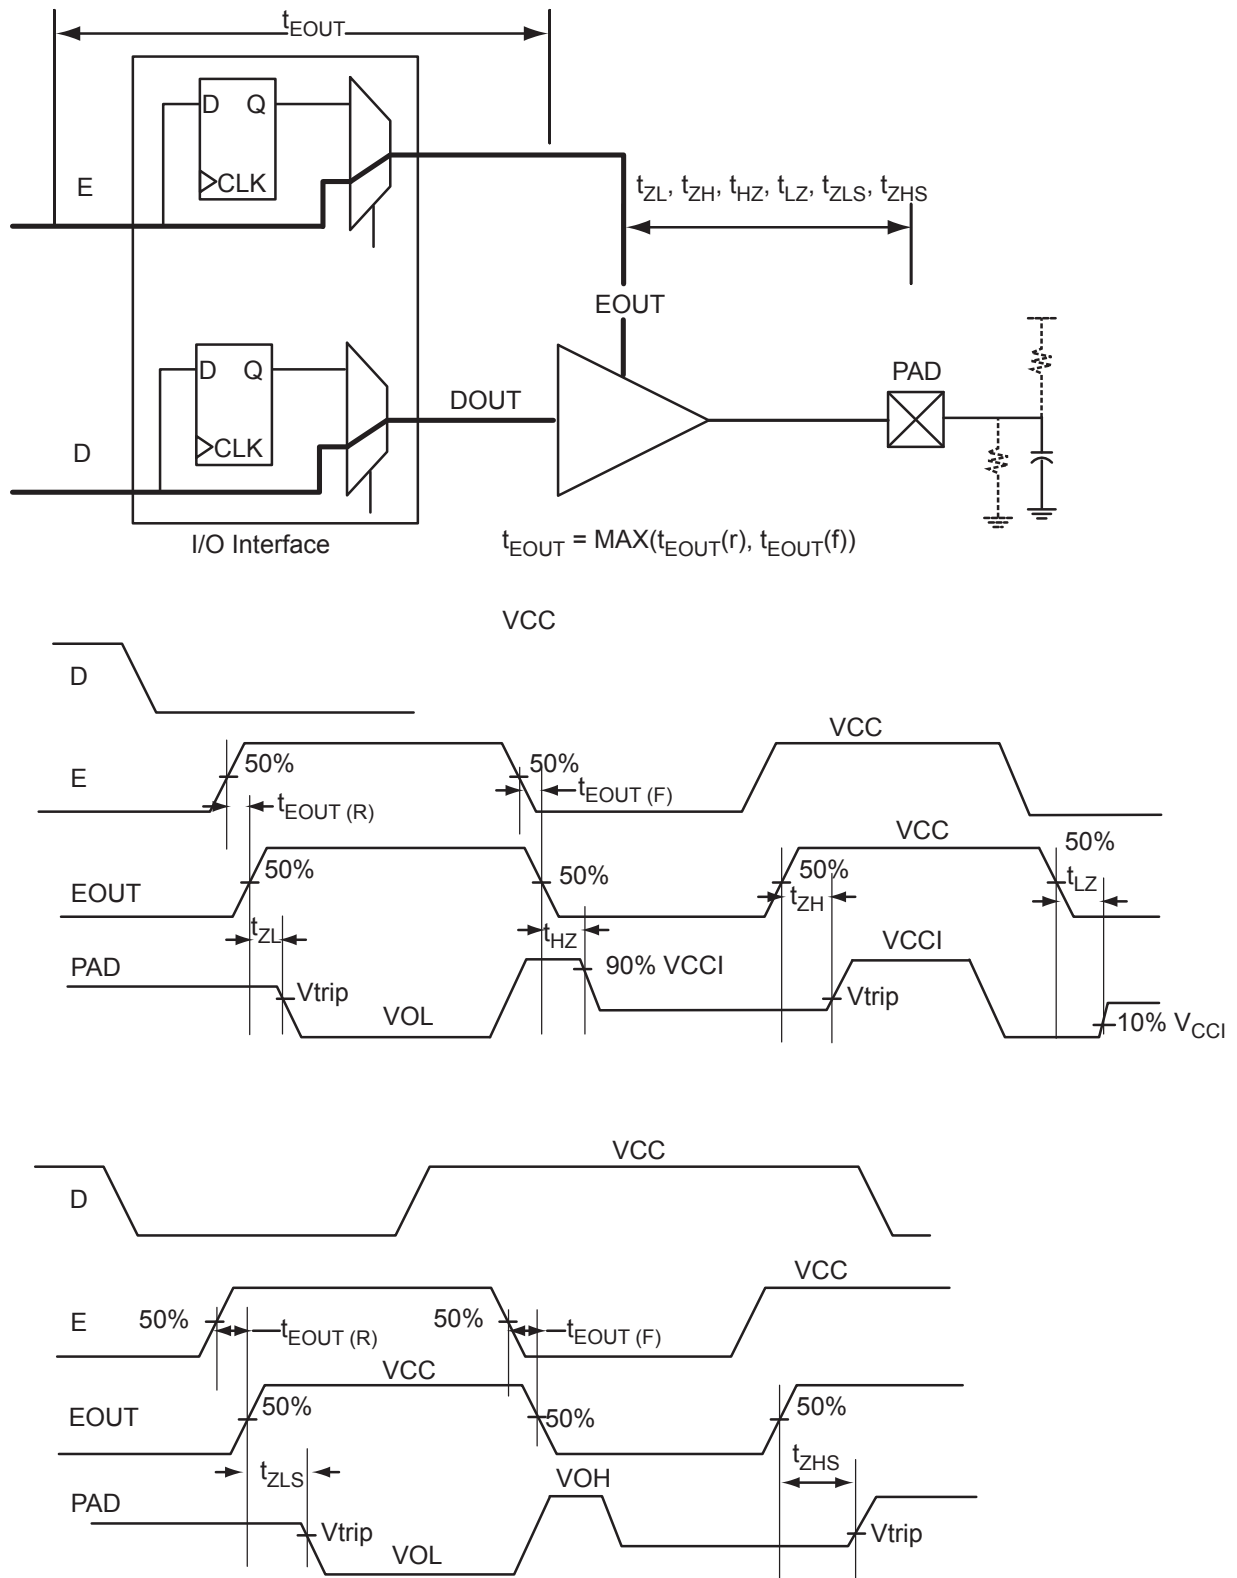 tEOUT
D Q
CLK
E
tZL, tZH, tHZ, tLZ, tZLS, tZHS
EOUT
D Q
CLK
DOUT
PAD
D
I/O Interface
tEOUT = MAX(tEOUT(r), tEOUT(f))
VCC
D
VCC
E
50%
50%
tEOUT (R)
tEOUT (F)
VCC
50%
EOUT
50%
50%
50%
tLZ
tZH
tZL
tHZ
VCCI
PAD
90% VCCI
Vtrip
Vtrip
VOL
10% VCCI
VCC
D
VCC
E
50%
50%
tEOUT (R)
tEOUT (F)
VCC
EOUT
50%
50%
50%
tZLS
tZHS
VOH
PAD
Vtrip
Vtrip
VOL